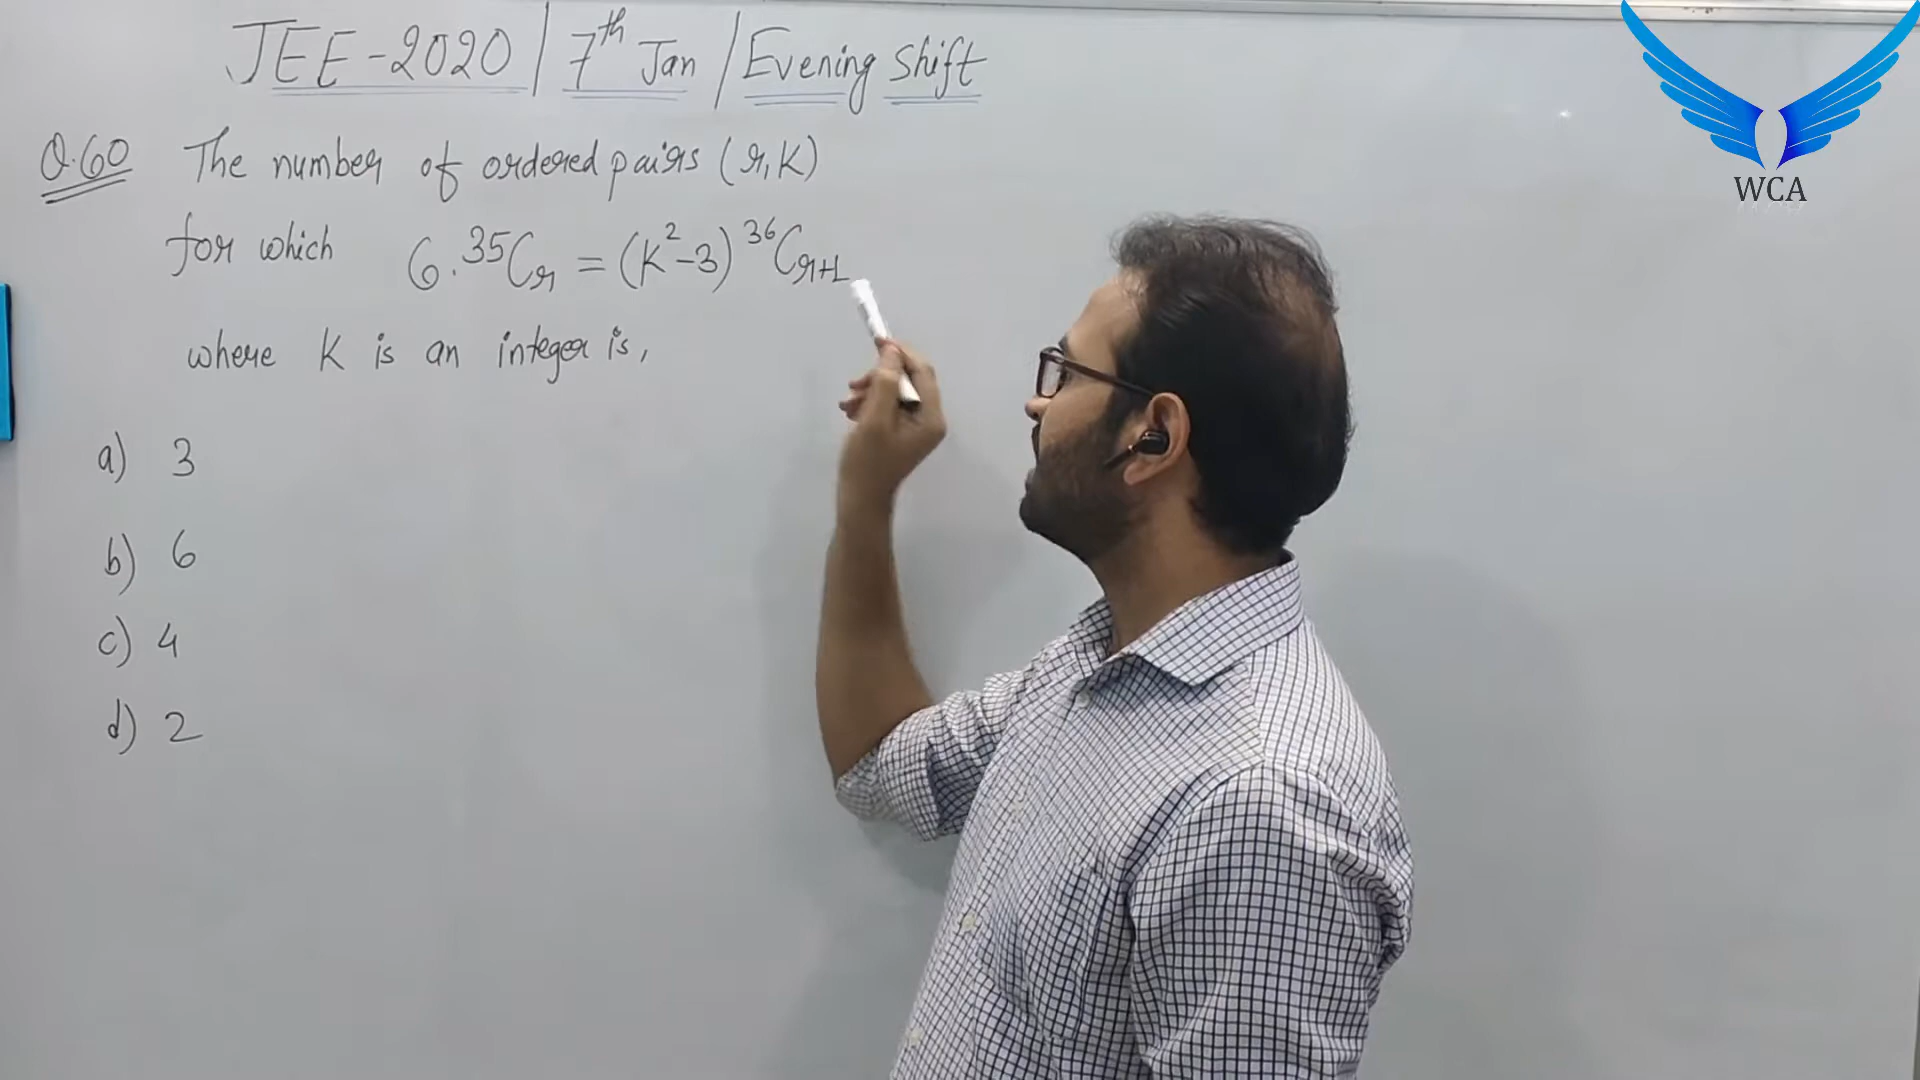 JEE-2020 | 7th Jan | Evening Shift
WCA
Q.60 The number of ordered pairs (r, K)
for which 6.³⁵Cᵣ = (K²-3) ³⁶Cᵣ₊₁
where K is an integer is,
a) 3
b) 6
c) 4
d) 2